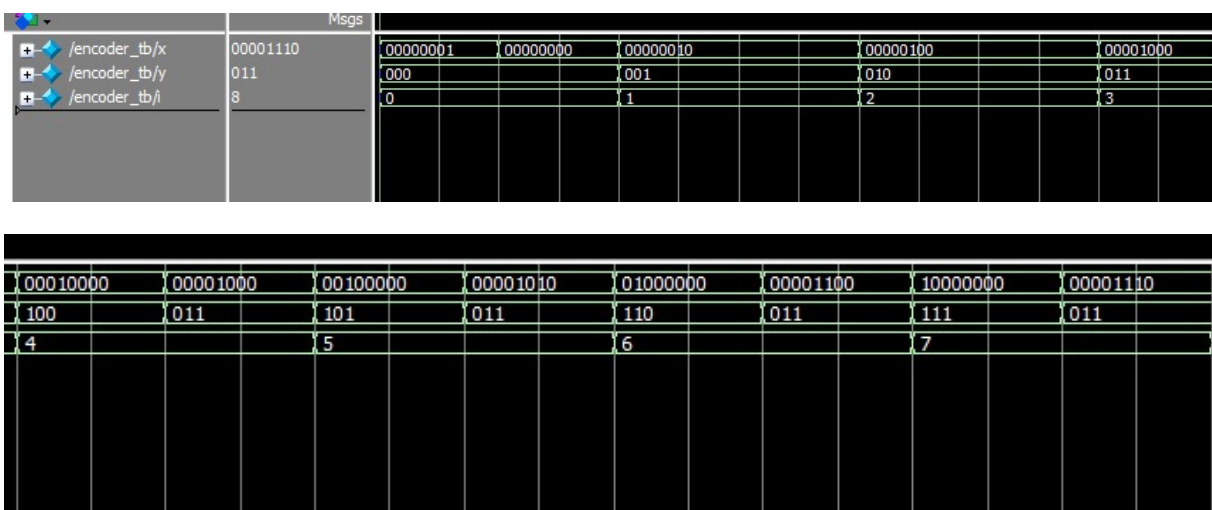 Msgs
/encoder_tb/x 00001110 00000001 00000000 00000010 00000100 00001000
/encoder_tb/y 011 000 001 010 011
/encoder_tb/i 8 0 1 2 3
00010000 00001000 00100000 00001010 01000000 00001100 10000000 00001110
100 011 101 011 110 011 111 011
4 5 6 7